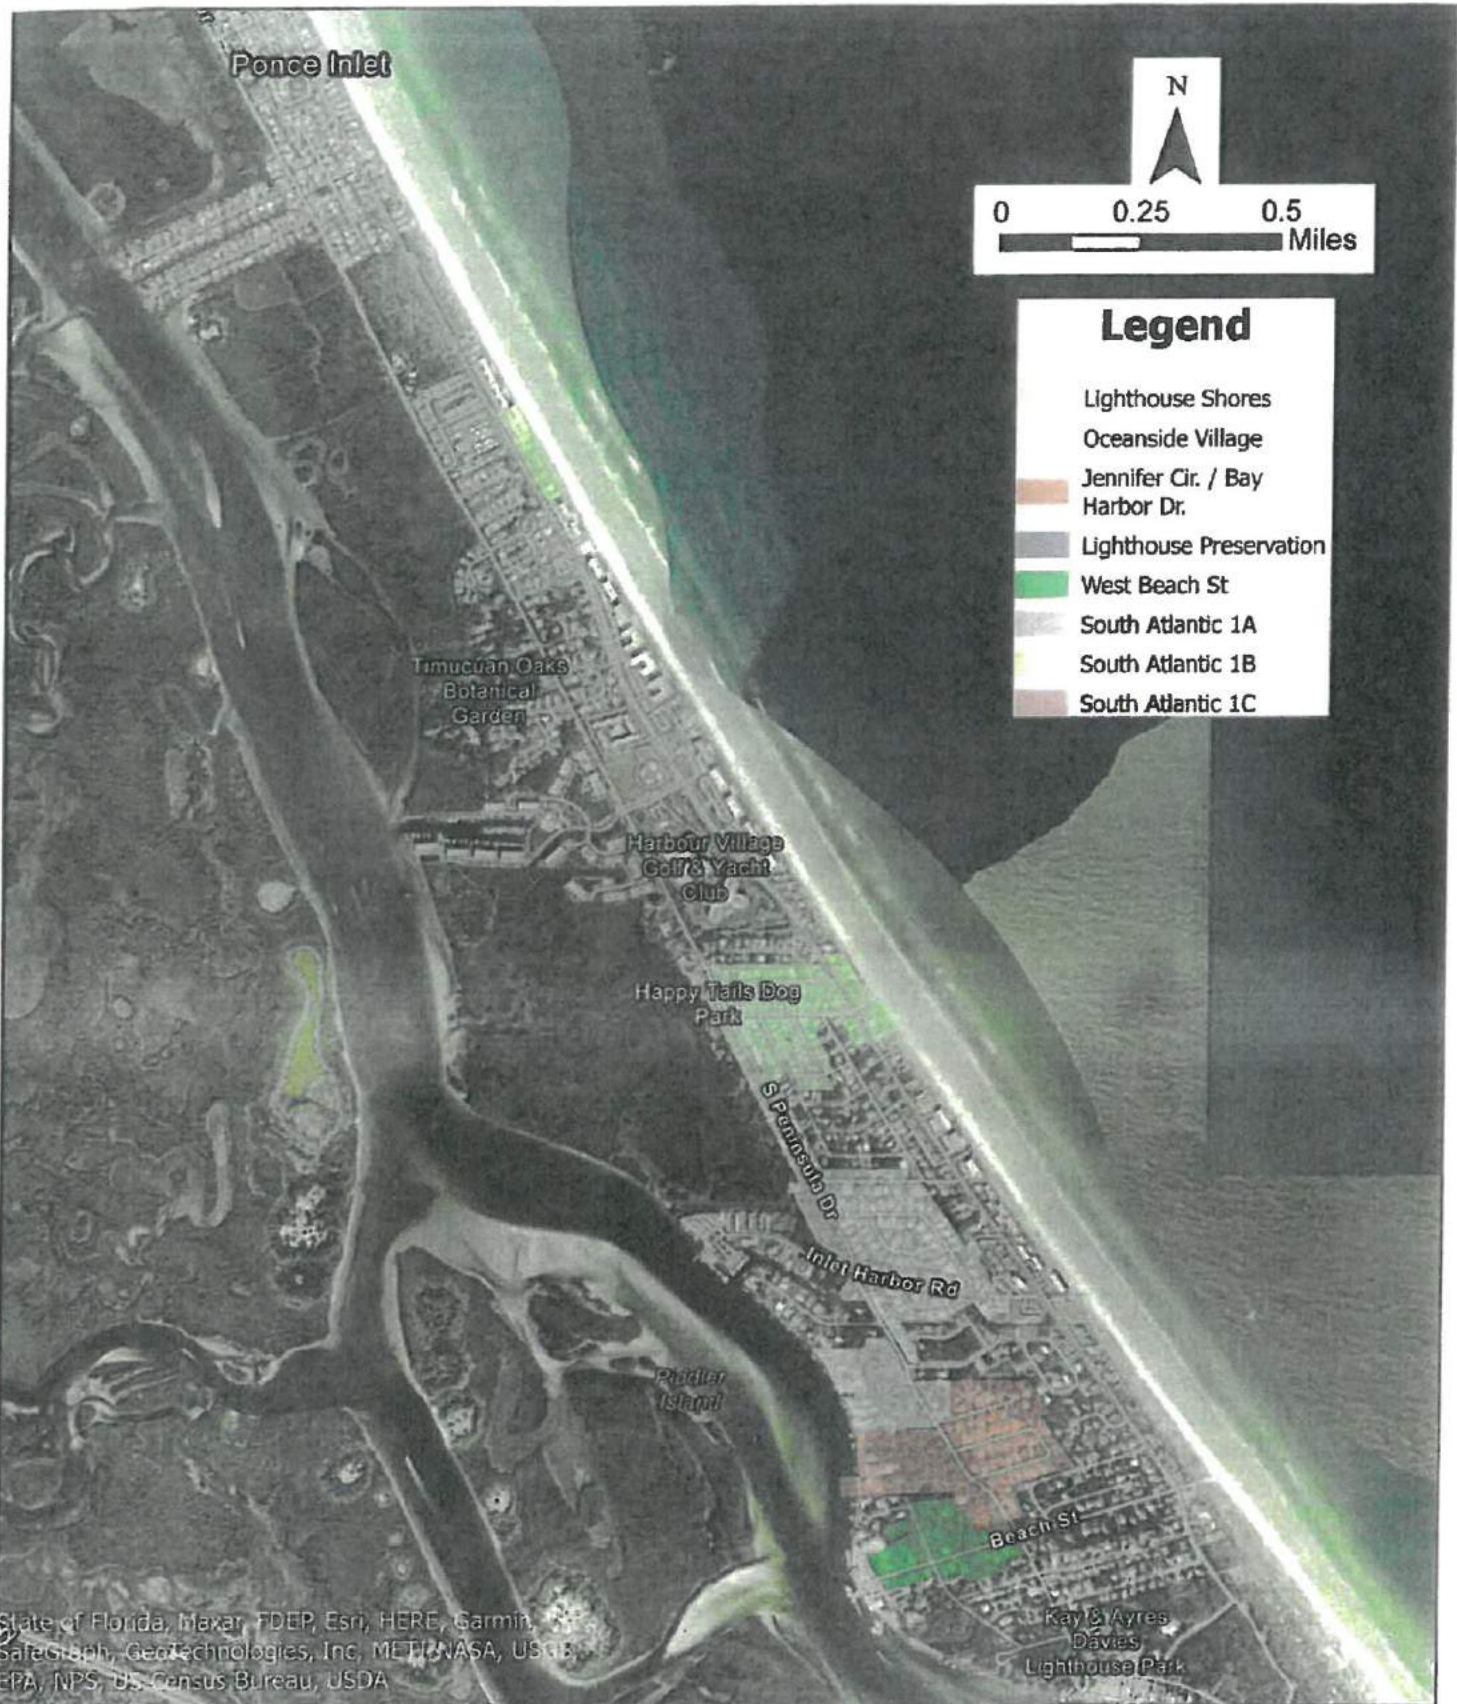 Ponce Inlet
N
0 0.25 0.5
Miles
Legend
Lighthouse Shores
Oceanside Village
Jennifer Cir. / Bay
Harbor Dr.
Lighthouse Preservation
West Beach St
South Atlantic 1A
South Atlantic 1B
South Atlantic 1C
Timucuan Oaks
Botanical
Garden
Harbour Village
Golf & Yacht
Club
Happy Tails Dog
Park
S Peninsula Dr
Inlet Harbor Rd
Island
Beach St
Kay & Ayres
Davies
Lighthouse Park
State of Florida, Maxar, FDEP, Esri, HERE, Garmin,
SafeGraph, GeoTechnologies, Inc, METI/NASA, USGS,
EPA, NPS, US Census Bureau, USDA